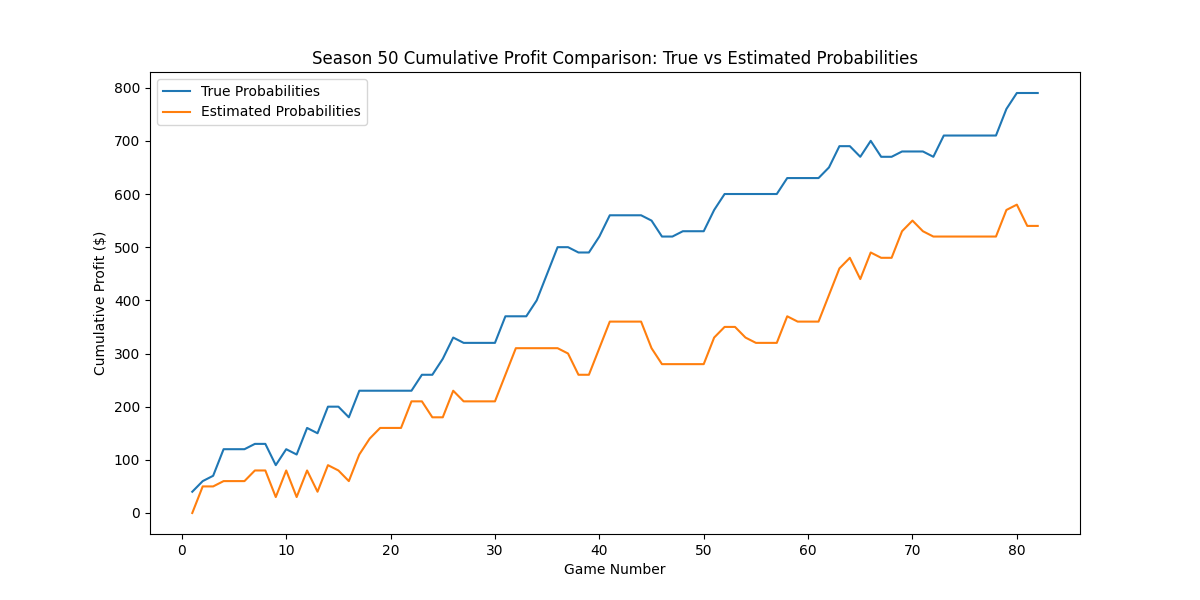 Season 50 Cumulative Profit Comparison: True vs Estimated Probabilities
True Probabilities
Estimated Probabilities
Cumulative Profit ($)
800
700
600
500
400
300
200
100
0
0 10 20 30 40 50 60 70 80
Game Number